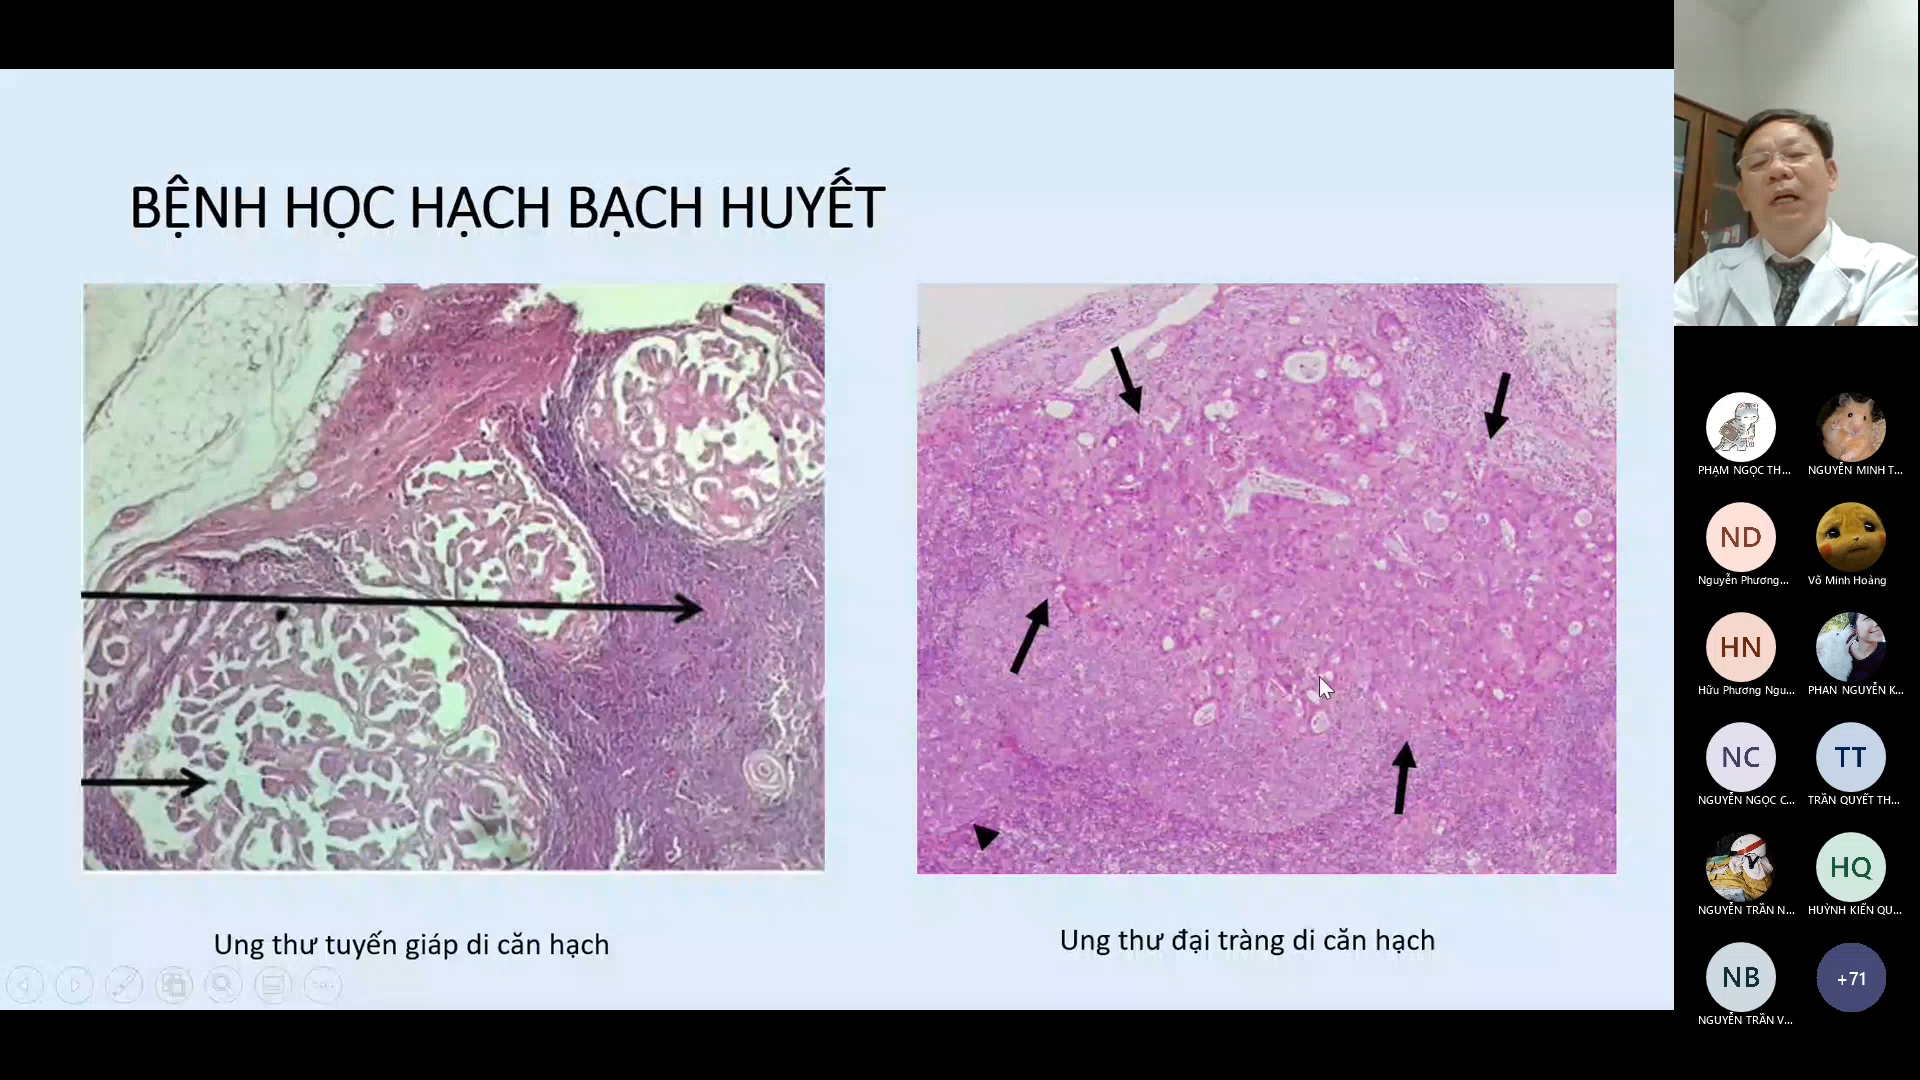 BỆNH HỌC HẠCH BẠCH HUYẾT
Ung thư tuyến giáp di căn hạch
Ung thư đại tràng di căn hạch
PHẠM NGỌC TH...
NGUYỄN MINH T...
ND
Nguyễn Phương...
Võ Minh Hoàng
HN
Hữu Phương Ngu...
PHAN NGUYỄN K...
NC
TT
NGUYỄN NGỌC C...
TRẦN QUYẾT TH...
HQ
NGUYỄN TRẦN N...
HUỲNH KIẾN QU...
NB
+71
NGUYỄN TRẦN V...